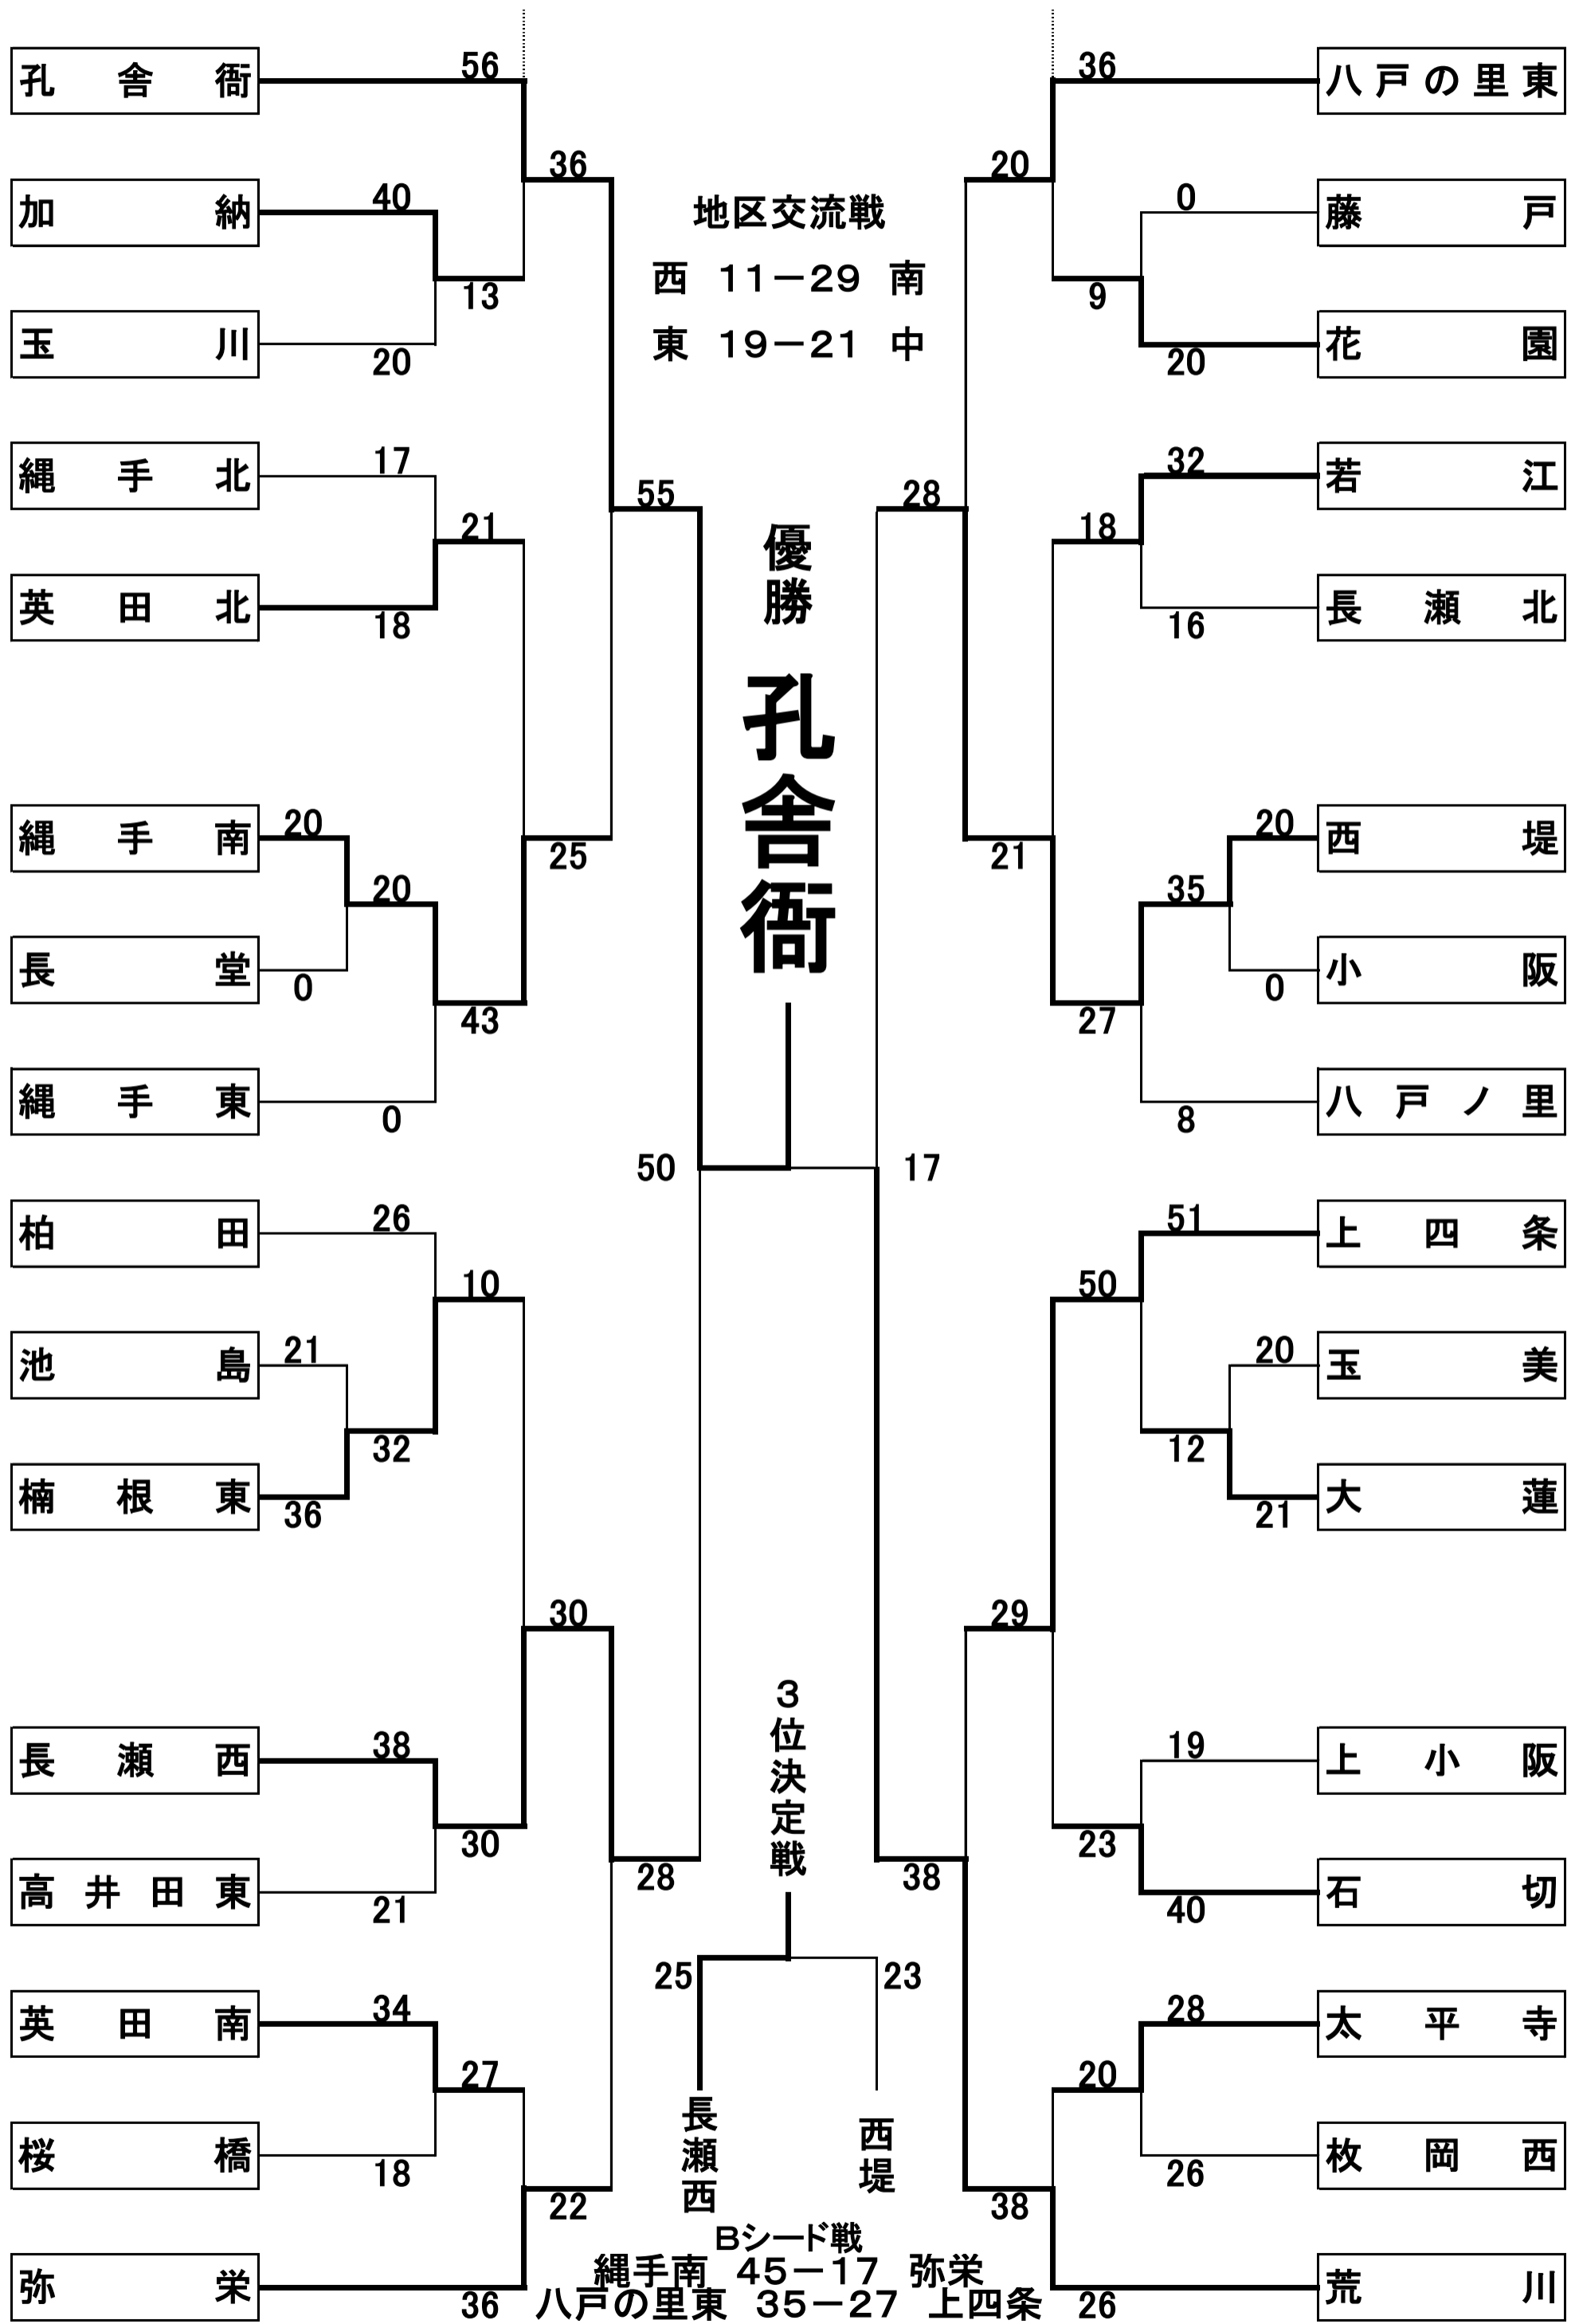 56
36
孔舎衙
八戸の里東
36
20
加納
40
地区交流戦
0
藤戸
13
西 11－29 南
9
玉川
20
東 19－21 中
20
花園
縄手北
17
55
28
32
若江
21
18
英田北
18
優勝
16
長瀬北
孔舎衙
縄手南
20
25
21
20
西堤
20
35
長堂
0
0
小阪
43
27
縄手東
0
8
八戸ノ里
50
17
柏田
26
51
上四条
10
50
池島
21
20
玉美
32
12
楠根東
36
21
大蓮
30
29
3位決定戦
長瀬西
38
19
上小阪
30
23
高井田東
21
28
38
40
石切
25
23
英田南
34
28
太平寺
27
20
桜橋
18
長瀬西
西堤
26
枚岡西
22
38
Bシード戦
弥栄
36
縄手南 45－17 弥栄
26
荒川
八戸の里東 35－27 上四条